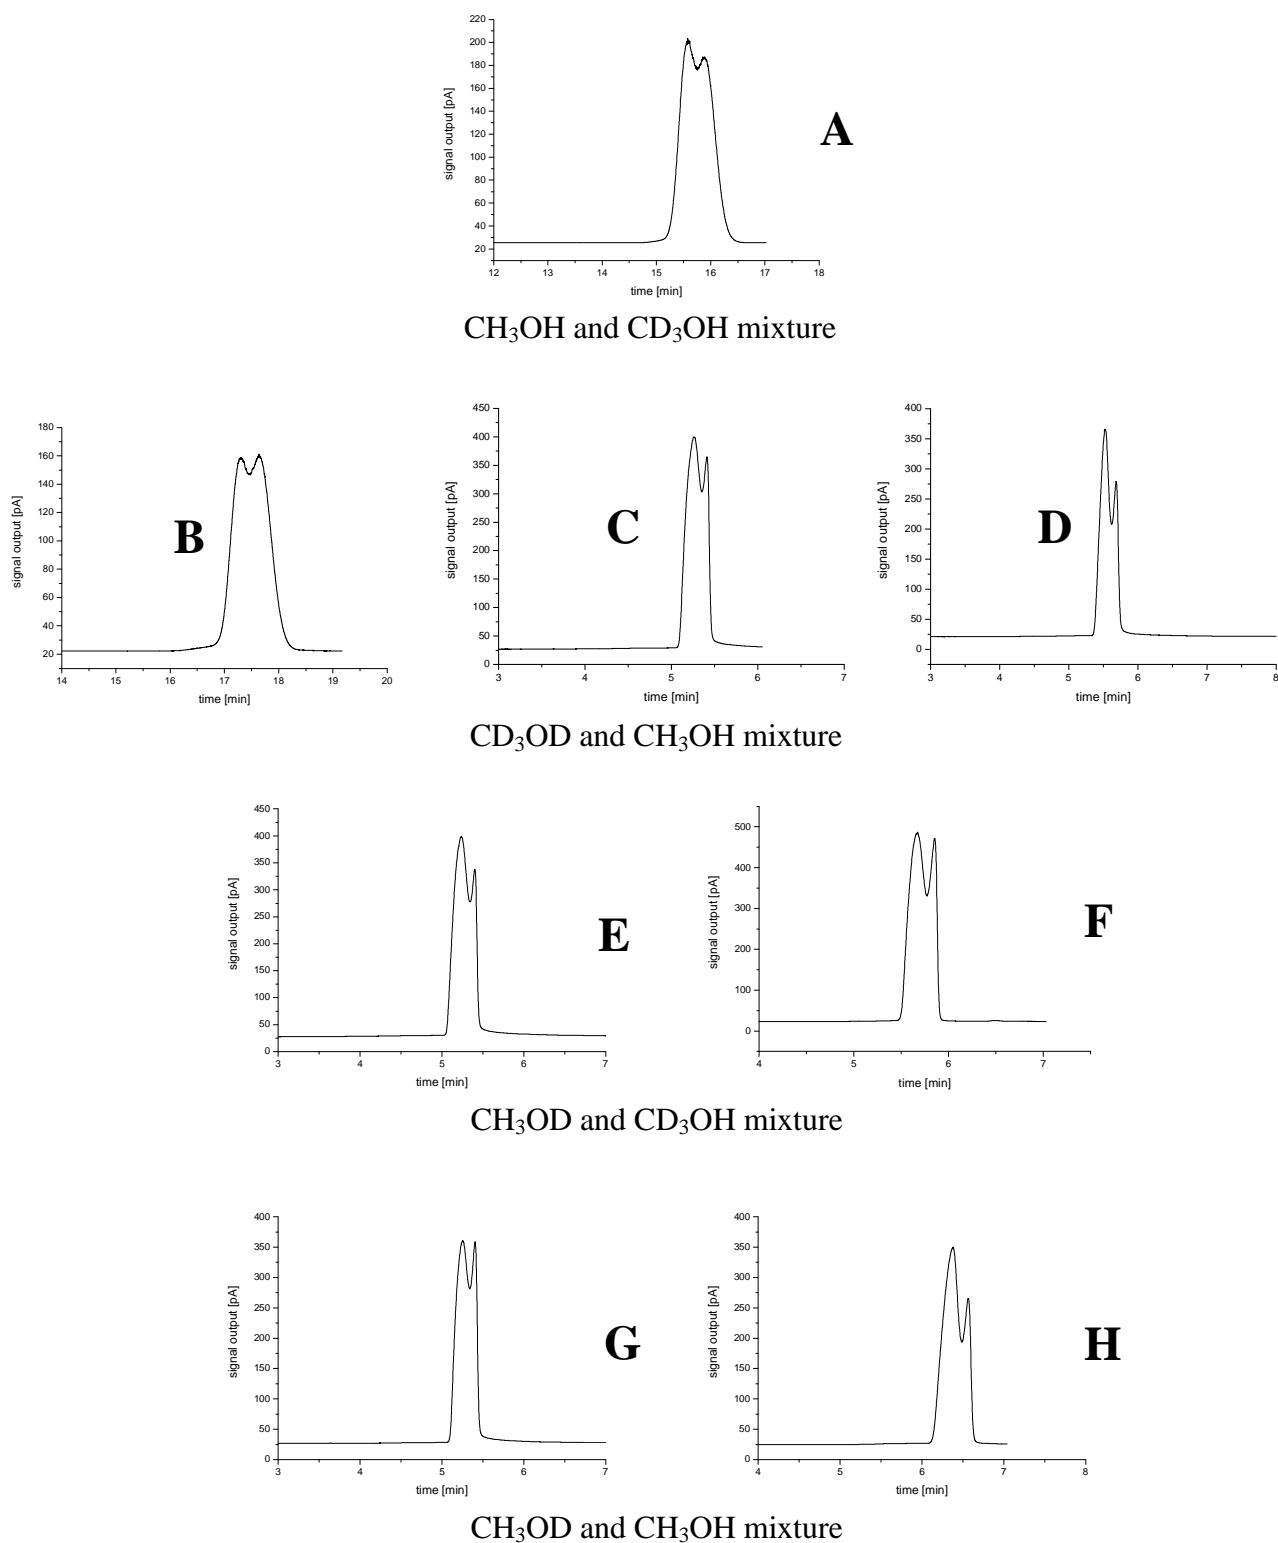 220
200
180
160
140
120
100
80
60
40
20
signal output [pA]
A
12 13 14 15 16 17 18
time [min]
CH₃OH and CD₃OH mixture
180
160
140
120
100
80
60
40
20
signal output [pA]
B
14 15 16 17 18 19 20
time [min]
450
400
350
300
250
200
150
100
50
0
signal output [pA]
C
3 4 5 6 7
time [min]
400
350
300
250
200
150
100
50
0
signal output [pA]
D
3 4 5 6 7 8
time [min]
CD₃OD and CH₃OH mixture
450
400
350
300
250
200
150
100
50
0
signal output [pA]
E
3 4 5 6 7
time [min]
500
400
300
200
100
0
signal output [pA]
F
4 5 6 7
time [min]
CH₃OD and CD₃OH mixture
400
350
300
250
200
150
100
50
0
signal output [pA]
G
3 4 5 6 7
time [min]
400
350
300
250
200
150
100
50
0
signal output [pA]
H
4 5 6 7 8
time [min]
CH₃OD and CH₃OH mixture